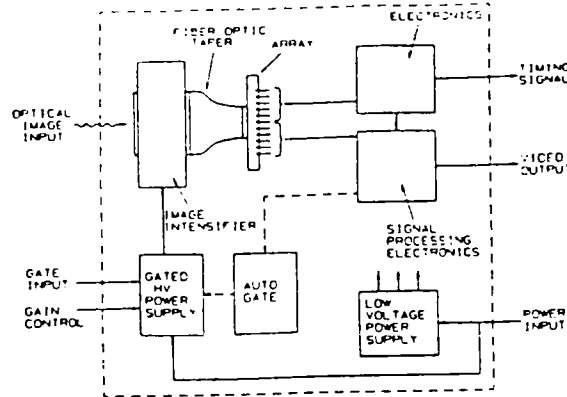 ELECTRONICS
FIBER OPTIC
TAPER
ARRAY
TIMING
SIGNAL
OPTICAL
IMAGE
INPUT
VIDEO
OUTPUT
IMAGE
INTENSIFIER
SIGNAL
PROCESSING
ELECTRONICS
GATE
INPUT
GATED
HV
POWER
SUPPLY
AUTO
GATE
GAIN
CONTROL
LOW
VOLTAGE
POWER
SUPPLY
POWER
INPUT